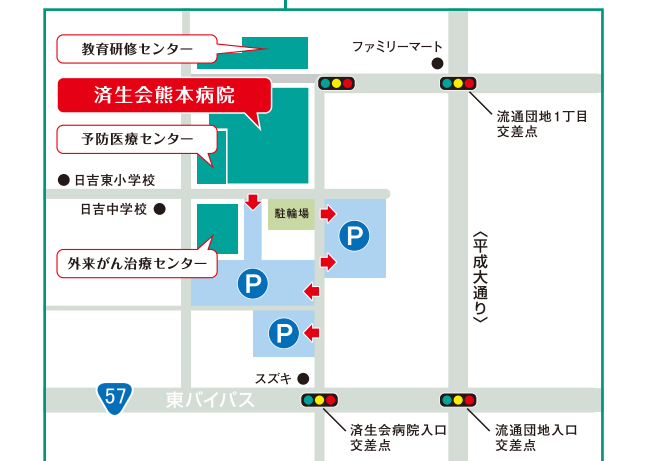 教育研修センター
ファミリーマート
済生会熊本病院
流通団地1丁目
交差点
予防医療センター
日吉東小学校
日吉中学校
駐輪場
P
〈平成大通り〉
外来がん治療センター
P
P
スズキ
57
東バイパス
済生会病院入口
交差点
流通団地入口
交差点